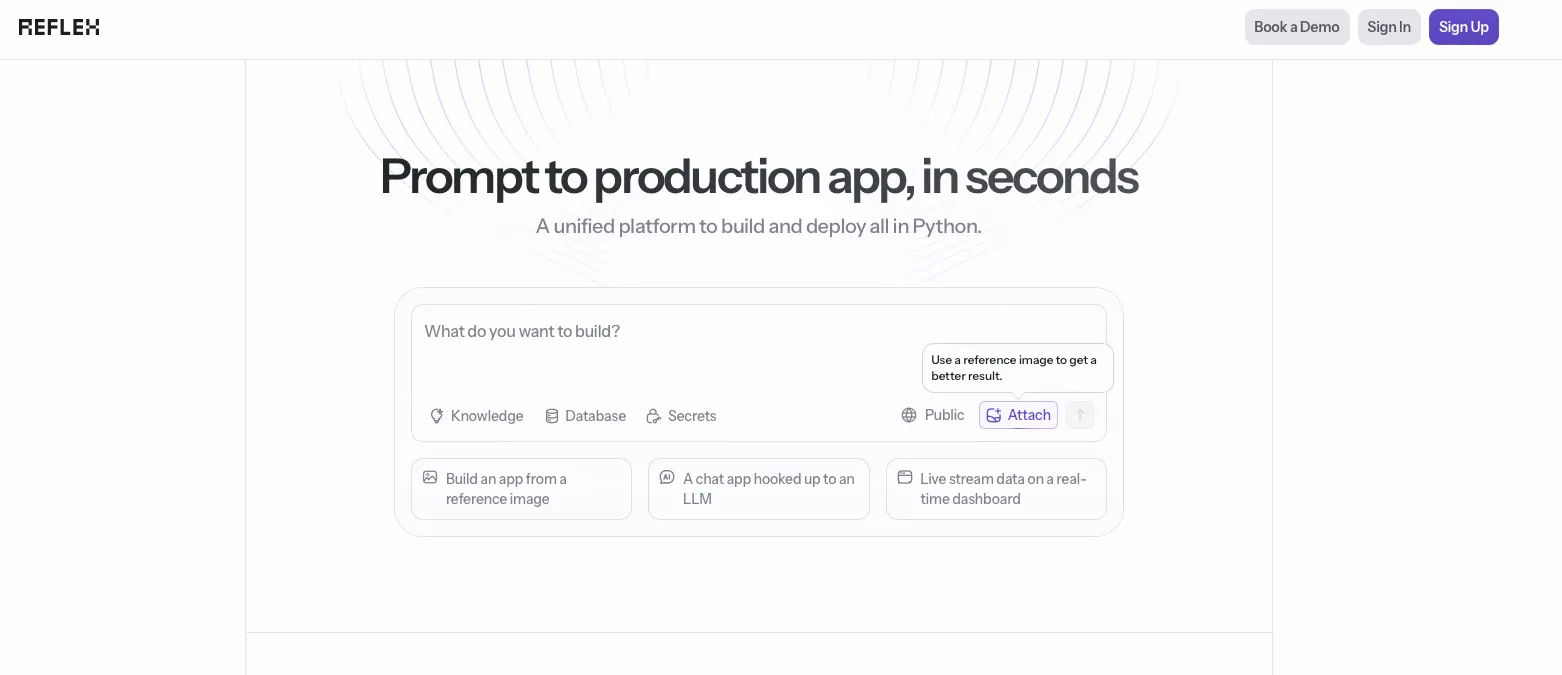 REFLEX
Book a Demo
Sign In
Sign Up
Prompt to production app, in seconds
A unified platform to build and deploy all in Python.
What do you want to build?
Use a reference image to get a
better result.
Knowledge
Database
Secrets
Public
Attach
Build an app from a
reference image
AI
A chat app hooked up to an
LLM
Live stream data on a real-
time dashboard